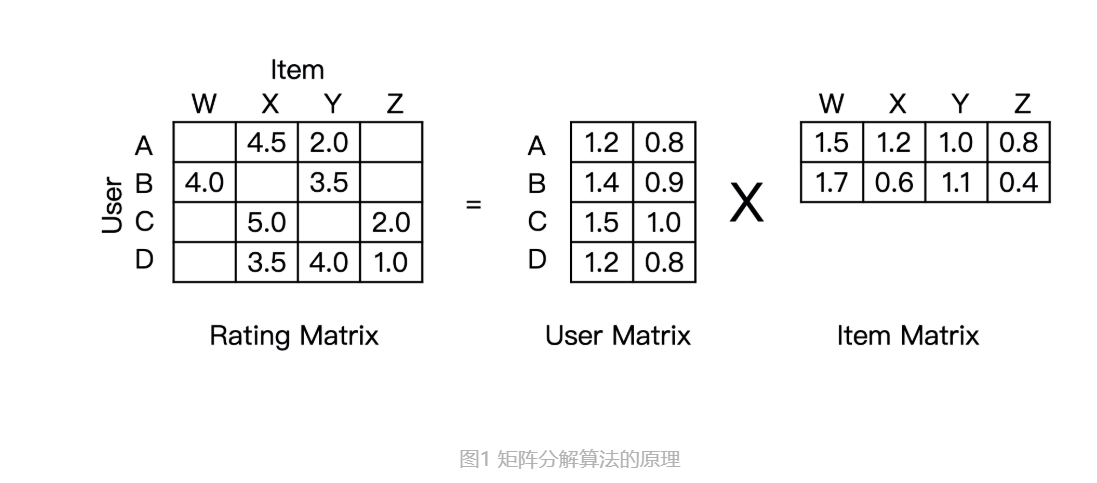 Item
W X Y Z W X Y Z
A 4.5 2.0 A 1.2 0.8 1.5 1.2 1.0 0.8
B 4.0 3.5 B 1.4 0.9 X 1.7 0.6 1.1 0.4
User
C 5.0 2.0 = C 1.5 1.0
D 3.5 4.0 1.0 D 1.2 0.8
Rating Matrix User Matrix Item Matrix
图1 矩阵分解算法的原理